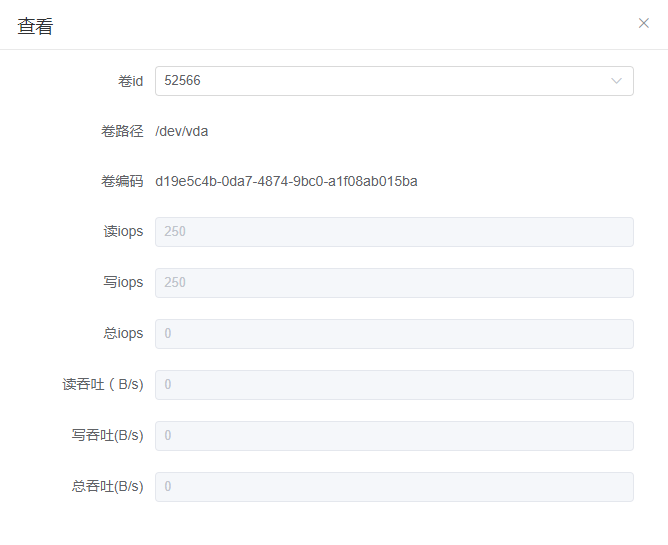 查看
卷id 52566
卷路径 /dev/vda
卷编码 d19e5c4b-0da7-4874-9bc0-a1f08ab015ba
读iops 250
写iops 250
总iops 0
读吞吐（B/s) 0
写吞吐(B/s) 0
总吞吐(B/s) 0